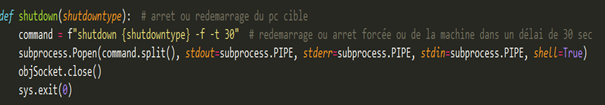 def shutdown(shutdowntype):  # arret ou redemarrage du pc cible
command = f"shutdown {shutdowntype} -f -t 30"  # redemarrage ou arret forcée ou de la machine dans un délai de 30 sec
subprocess.Popen(command.split(), stdout=subprocess.PIPE, stderr=subprocess.PIPE, stdin=subprocess.PIPE, shell=True)
objSocket.close()
sys.exit(0)